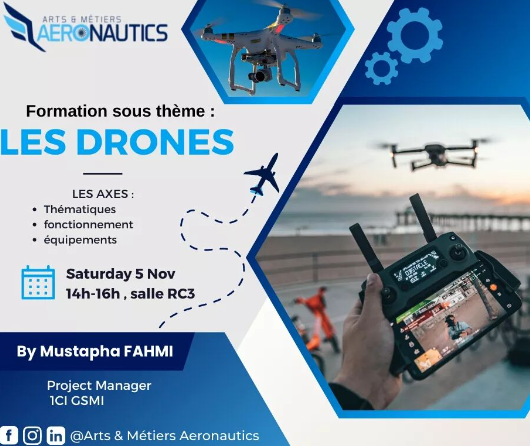 ARTS & MÉTIERS
AERONAUTICS
Formation sous thème :
LES DRONES
LES AXES :
Thématiques
fonctionnement
équipements
Saturday 5 Nov
14h-16h , salle RC3
By Mustapha FAHMI
Project Manager
1CI GSMI
@Arts & Métiers Aeronautics